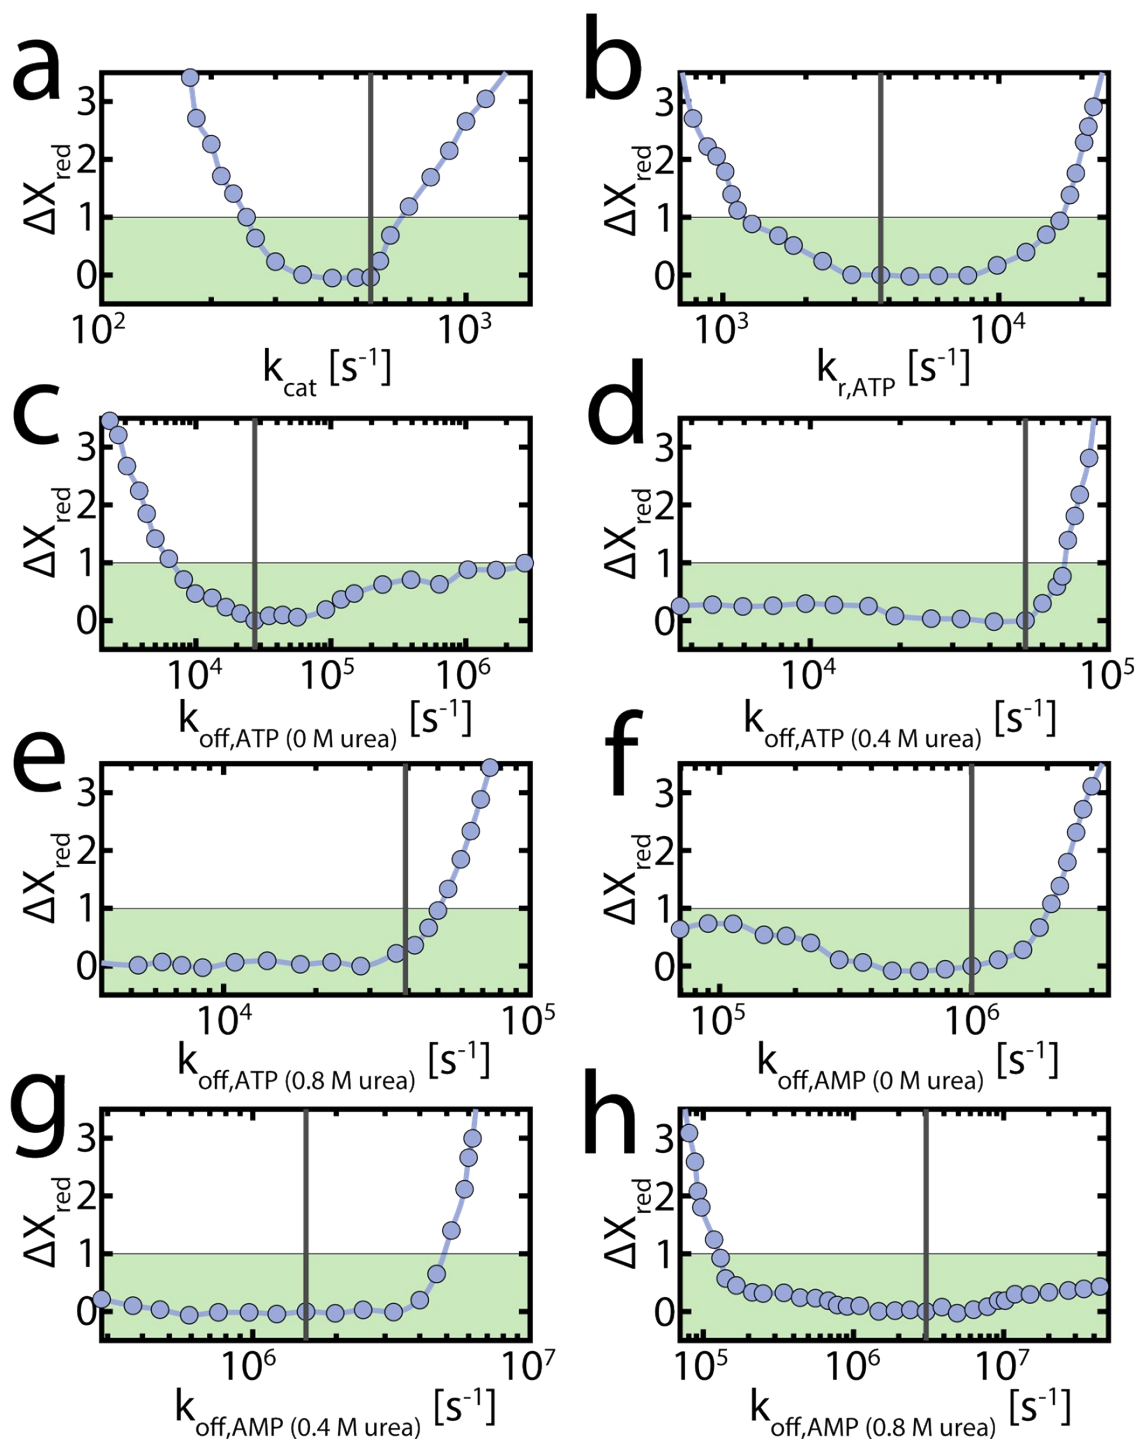 a
b
ΔX_red
3
2
1
0
10² 10³
k_cat [s⁻¹]
ΔX_red
3
2
1
0
10³ 10⁴
k_r,ATP [s⁻¹]
c
d
ΔX_red
3
2
1
0
10⁴ 10⁵ 10⁶
k_off,ATP (0 M urea) [s⁻¹]
ΔX_red
3
2
1
0
10⁴ 10⁵
k_off,ATP (0.4 M urea) [s⁻¹]
e
f
ΔX_red
3
2
1
0
10⁴ 10⁵
k_off,ATP (0.8 M urea) [s⁻¹]
ΔX_red
3
2
1
0
10⁵ 10⁶
k_off,AMP (0 M urea) [s⁻¹]
g
h
ΔX_red
3
2
1
0
10⁶ 10⁷
k_off,AMP (0.4 M urea) [s⁻¹]
ΔX_red
3
2
1
0
10⁵ 10⁶ 10⁷
k_off,AMP (0.8 M urea) [s⁻¹]